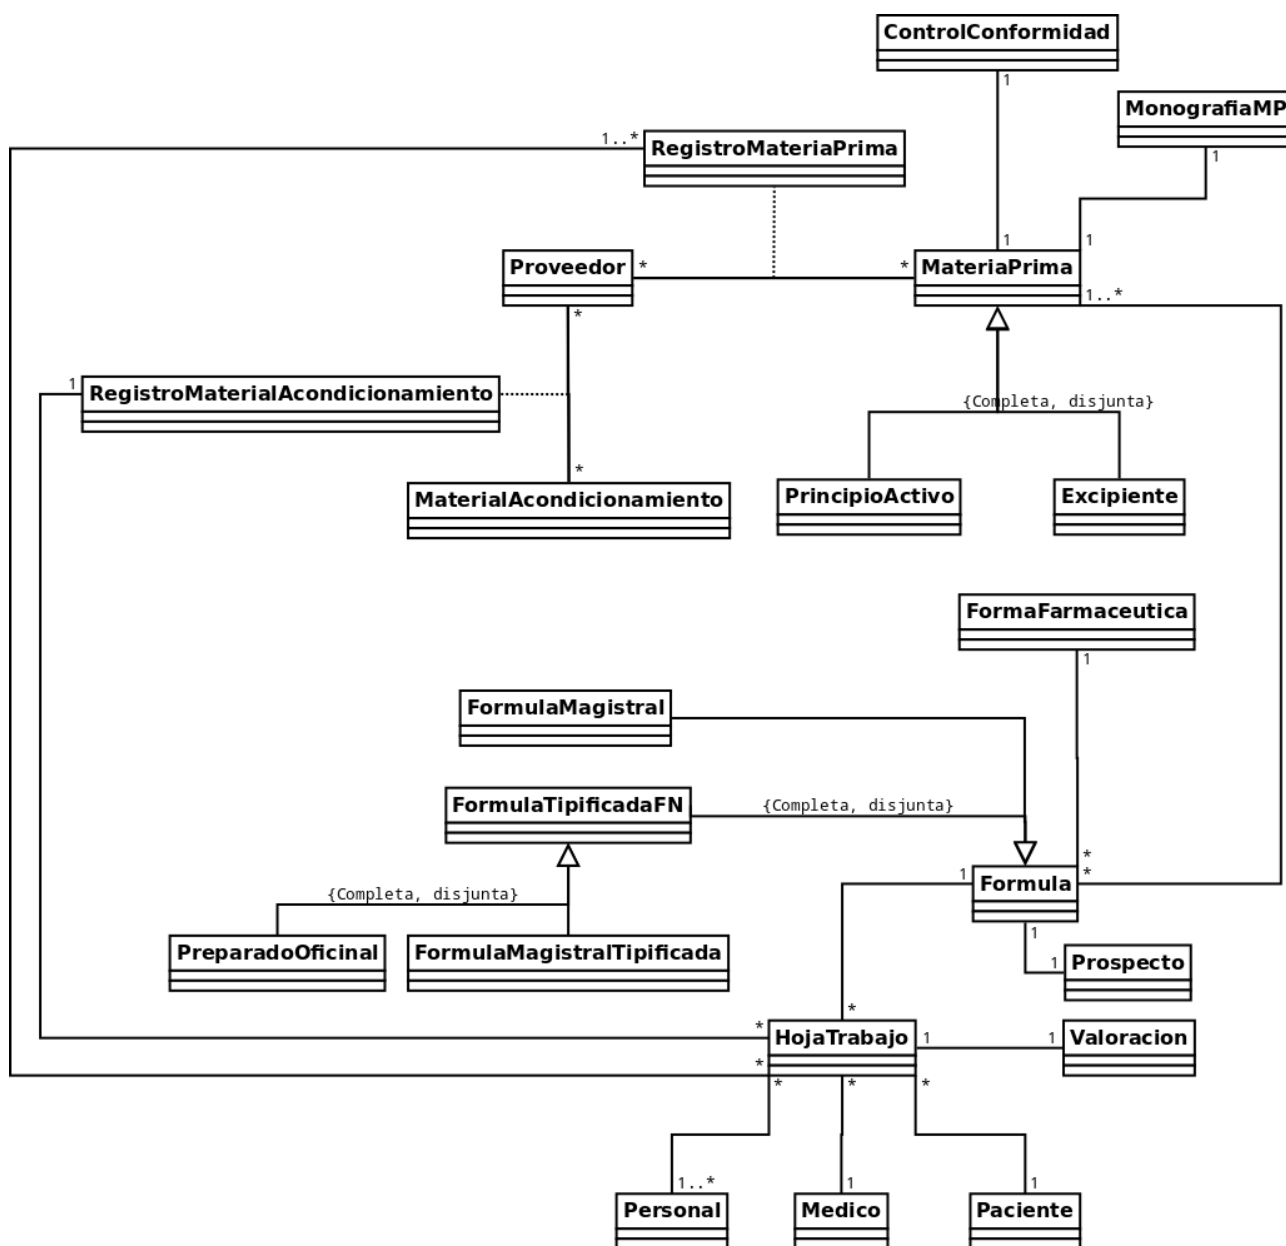 ControlConformidad
1
MonografiaMP
1
1..*
RegistroMateriaPrima
1
1
Proveedor
*
*
MateriaPrima
1..*
*
1
RegistroMaterialAcondicionamiento
{Completa, disjunta}
*
MaterialAcondicionamiento
PrincipioActivo
Excipiente
FormaFarmaceutica
1
FormulaMagistral
FormulaTipificadaFN
{Completa, disjunta}
*
1
Formula
*
{Completa, disjunta}
1
PreparadoOficinal
FormulaMagistralTipificada
1
Prospecto
*
*
HojaTrabajo
1
1
Valoracion
*
*
*
*
1..*
1
1
Personal
Medico
Paciente